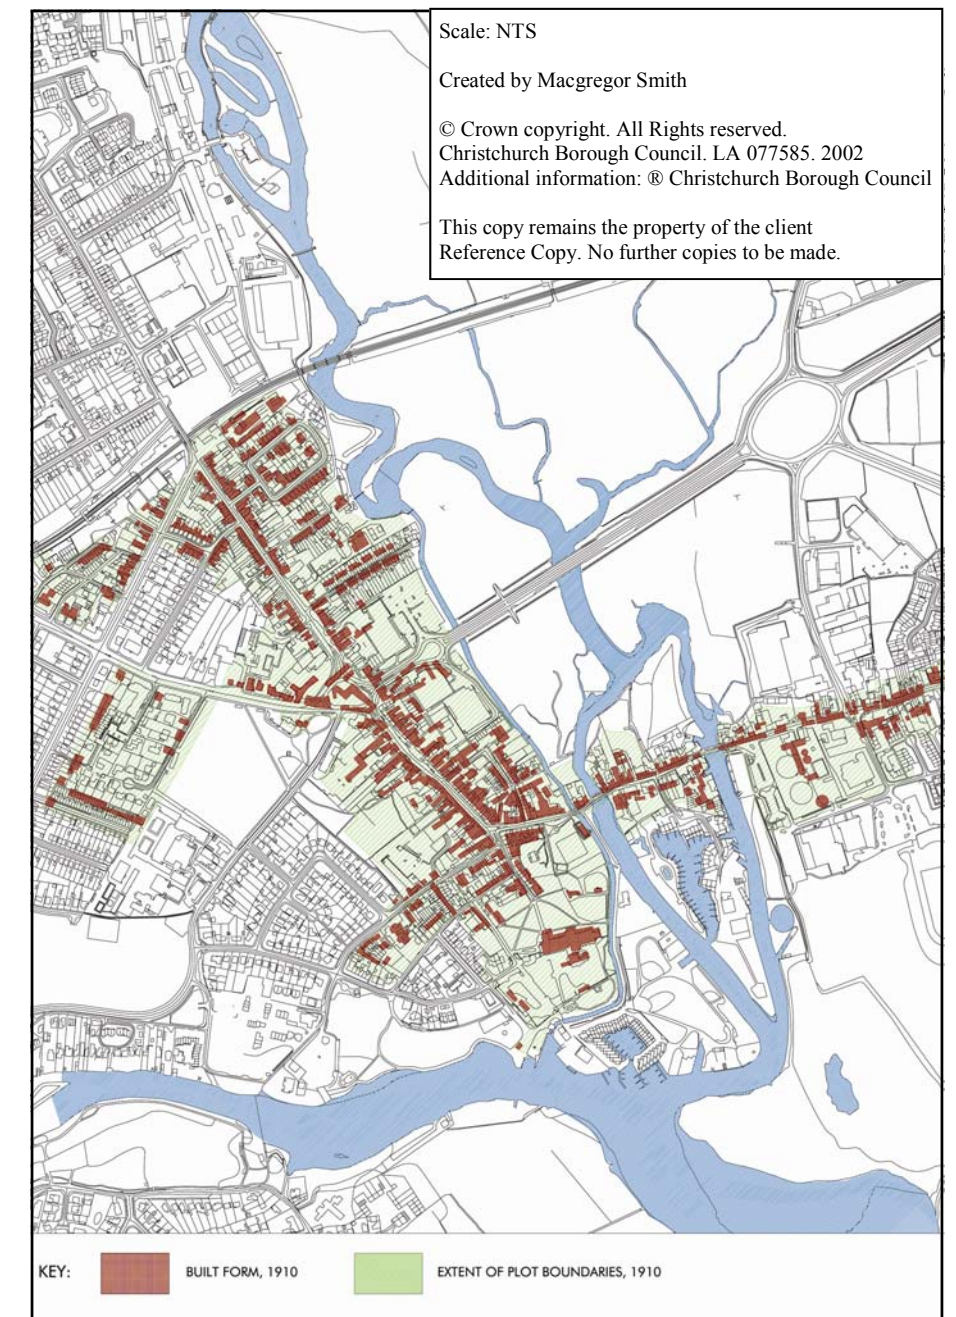 Scale: NTS
Created by Macgregor Smith
© Crown copyright. All Rights reserved.
Christchurch Borough Council. LA 077585. 2002
Additional information: ® Christchurch Borough Council
This copy remains the property of the client
Reference Copy. No further copies to be made.
KEY:
BUILT FORM, 1910
EXTENT OF PLOT BOUNDARIES, 1910